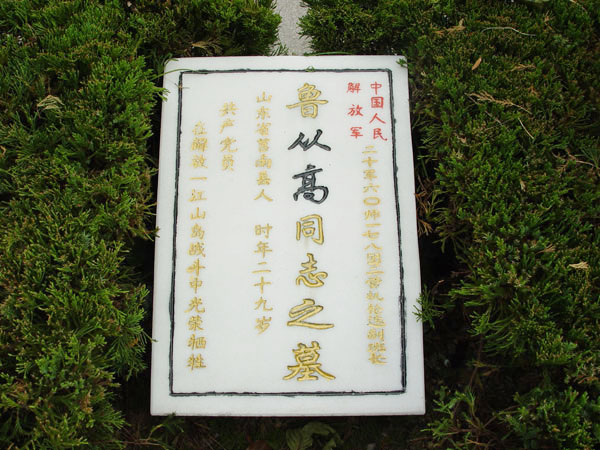 中国人民
解放军
二十军六〇师一七八团二营机炮连副班长
鲁从高同志之墓
山东省莒南县人 时年二十九岁
共产党员
在解放一江山岛战斗中光荣牺牲